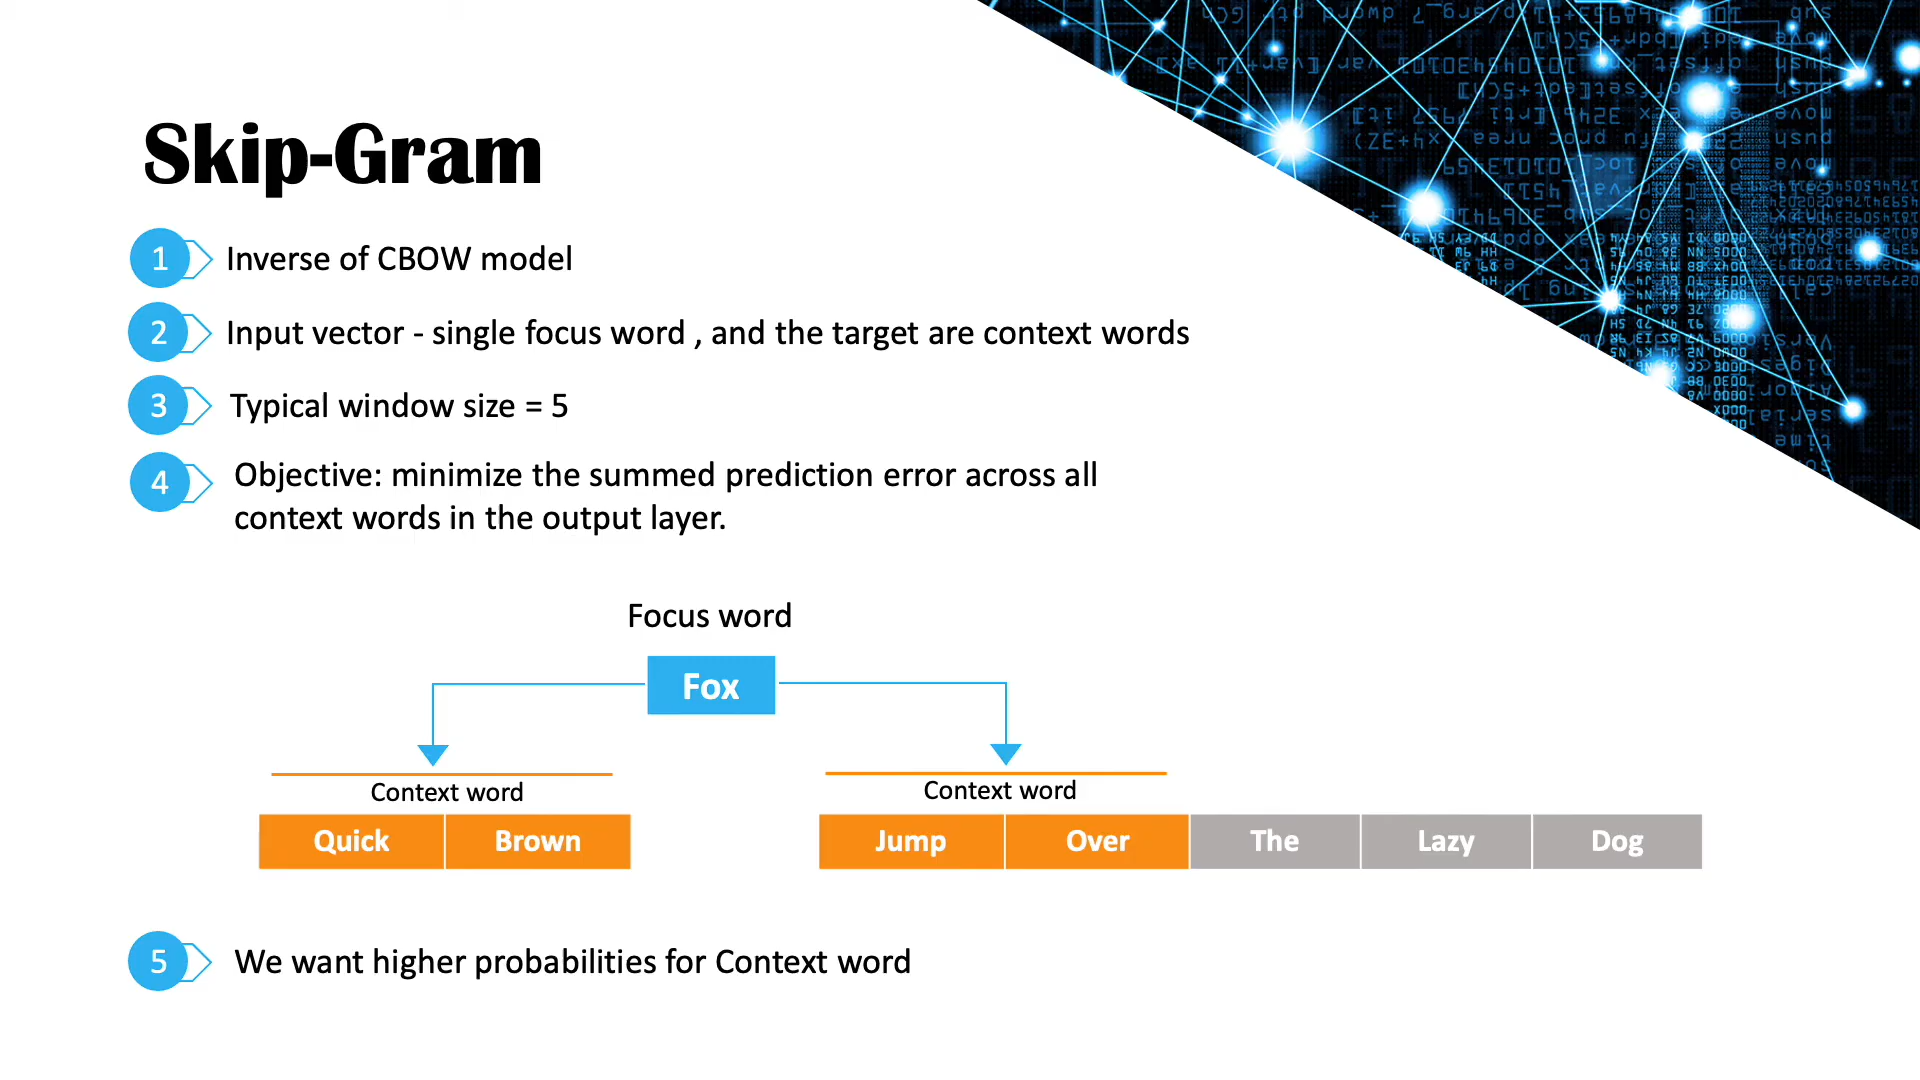 Skip-Gram
1 Inverse of CBOW model
2 Input vector - single focus word , and the target are context words
3 Typical window size = 5
4 Objective: minimize the summed prediction error across all
context words in the output layer.
Focus word
Fox
Context word Context word
Quick Brown Jump Over The Lazy Dog
5 We want higher probabilities for Context word